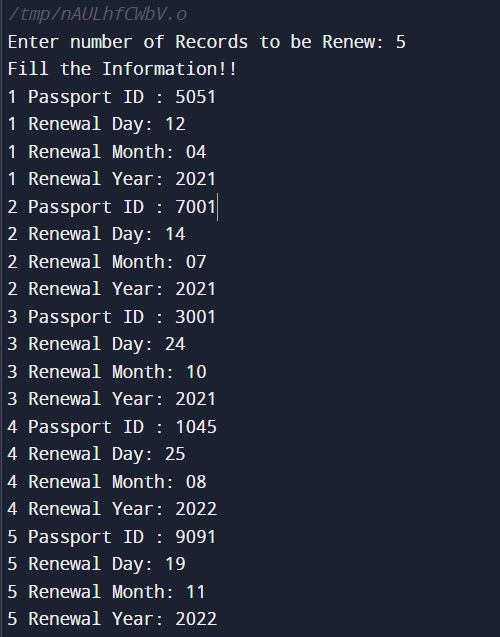 /tmp/nAULhfCWbV.o
Enter number of Records to be Renew: 5
Fill the Information!!
1 Passport ID : 5051
1 Renewal Day: 12
1 Renewal Month: 04
1 Renewal Year: 2021
2 Passport ID : 7001
2 Renewal Day: 14
2 Renewal Month: 07
2 Renewal Year: 2021
3 Passport ID : 3001
3 Renewal Day: 24
3 Renewal Month: 10
3 Renewal Year: 2021
4 Passport ID : 1045
4 Renewal Day: 25
4 Renewal Month: 08
4 Renewal Year: 2022
5 Passport ID : 9091
5 Renewal Day: 19
5 Renewal Month: 11
5 Renewal Year: 2022